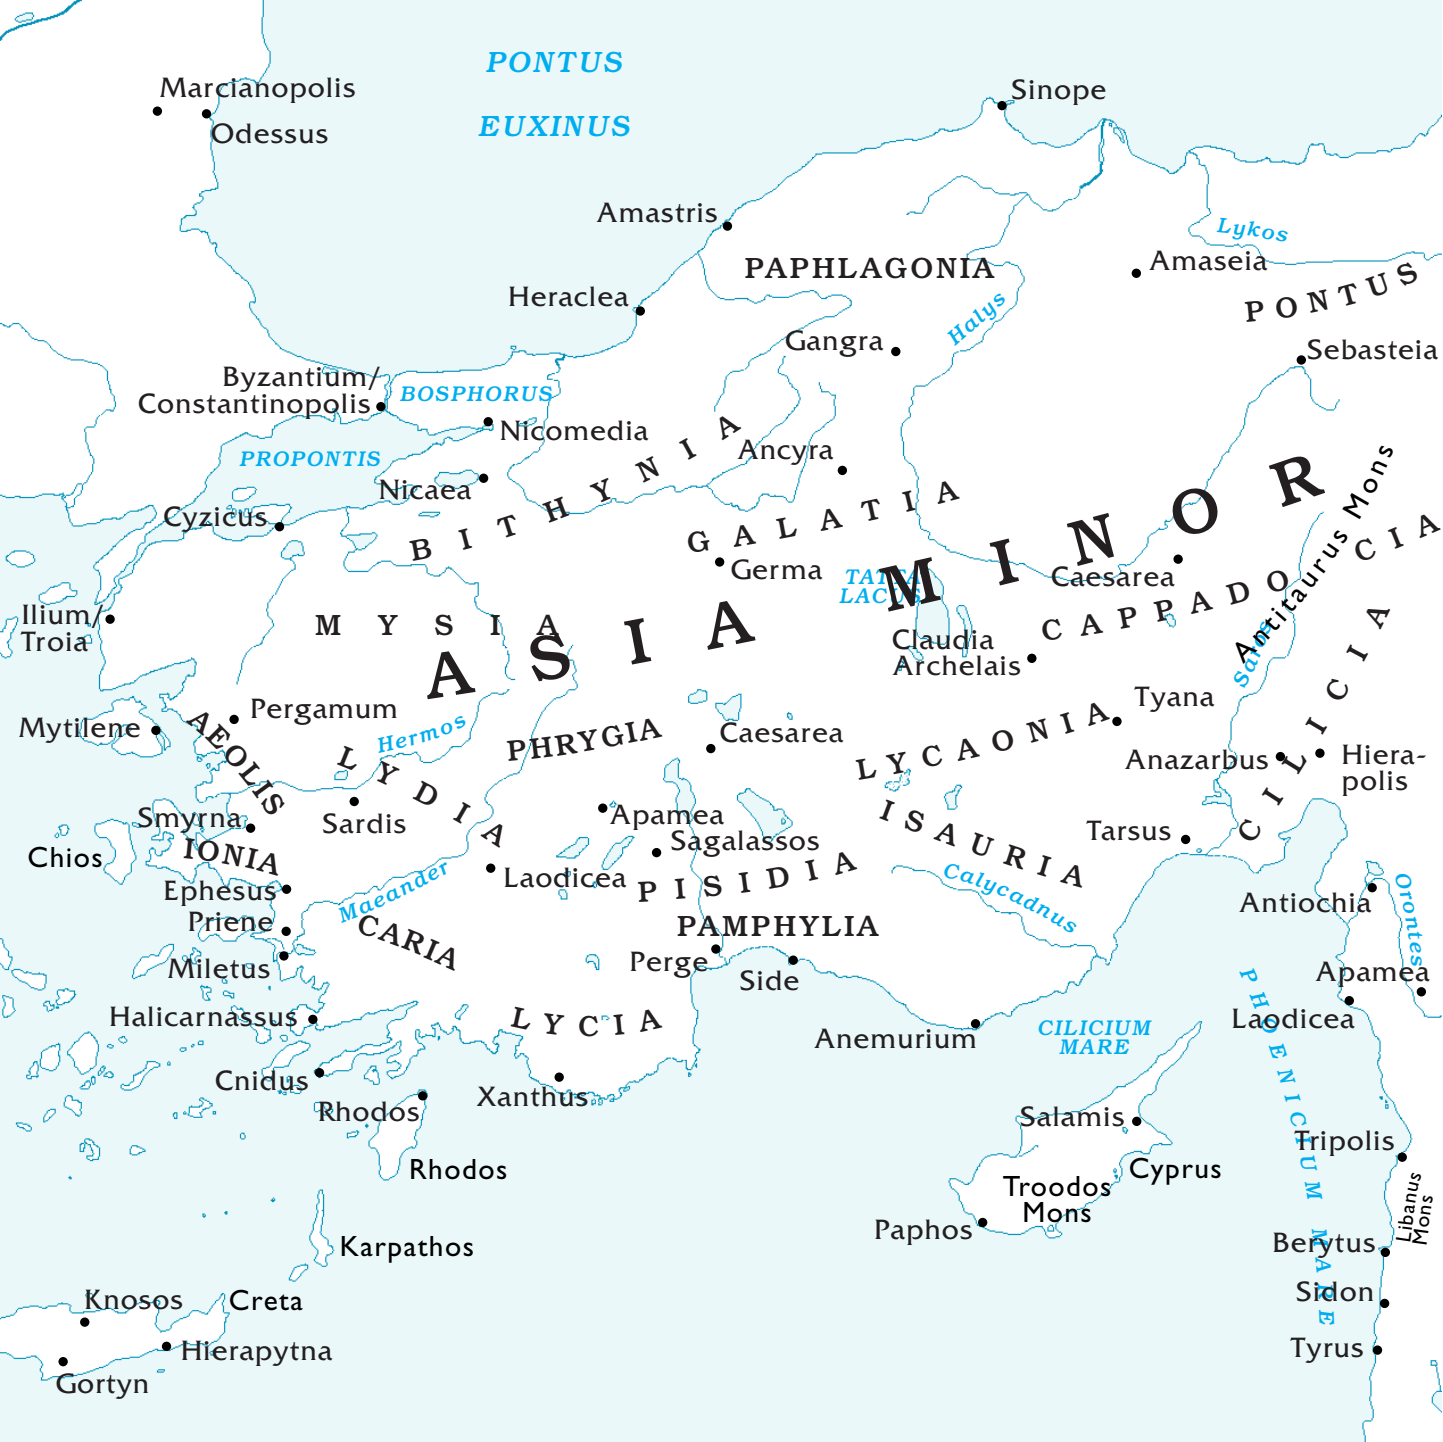 PONTUS
EUXINUS
Marcianopolis
Odessus
Sinope
Amastris
Lykos
PAPHLAGONIA
Amaseia
PONTUS
Heraclea
Halys
Gangra
Sebasteia
Byzantium/
Constantinopolis
BOSPHORUS
Nicomedia
PROPONTIS
Nicaea
BITHYNIA
Ancyra
Cyzicus
GALATIA
Germa
TATTA
LACUS
ASIA MINOR
Caesarea
CAPPADOCIA
Antitaurus Mons
Saros
Ilium/
Troia
MYSIA
Claudia
Archelais
CILICIA
Tyana
Mytilene
Pergamum
AEOLIS
Hermos
PHRYGIA
Caesarea
LYCAONIA
Anazarbus
Hiera-
polis
LYDIA
Smyrna
Sardis
Apamea
Sagalassos
ISAURIA
Tarsus
Chios
IONIA
Ephesus
Maeander
Laodicea
PISIDIA
Calycadnus
Antiochia
Orontes
Priene
CARIA
PAMPHYLIA
Miletus
Perge
Side
Apamea
Halicarnassus
LYCIA
Anemurium
CILICIUM
MARE
Laodicea
PHOENICIUM MARE
Cnidus
Xanthus
Rhodos
Rhodos
Salamis
Cyprus
Tripolis
Troodos
Mons
Libanus
Mons
Paphos
Karpathos
Berytus
Sidon
Knosos
Creta
Hierapytna
Tyrus
Gortyn